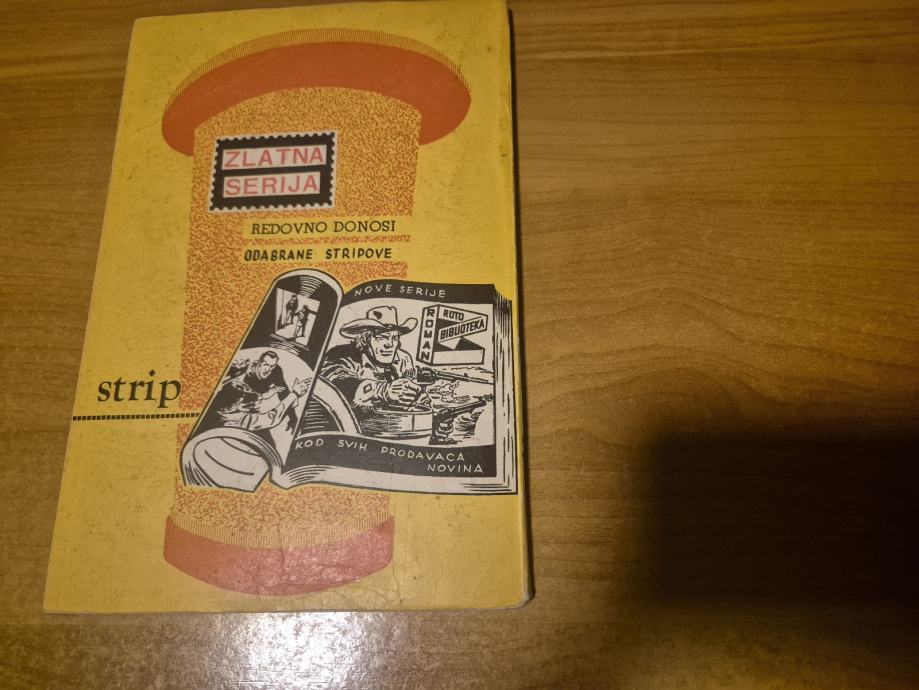 ZLATNA
SERIJA
REDOVNO DONOSI
ODABRANE STRIPOVE
NOVE SERIJE
ROMAN
ROTO
BIBLIOTEKA
strip
KOD SVIH PRODAVACA
NOVINA